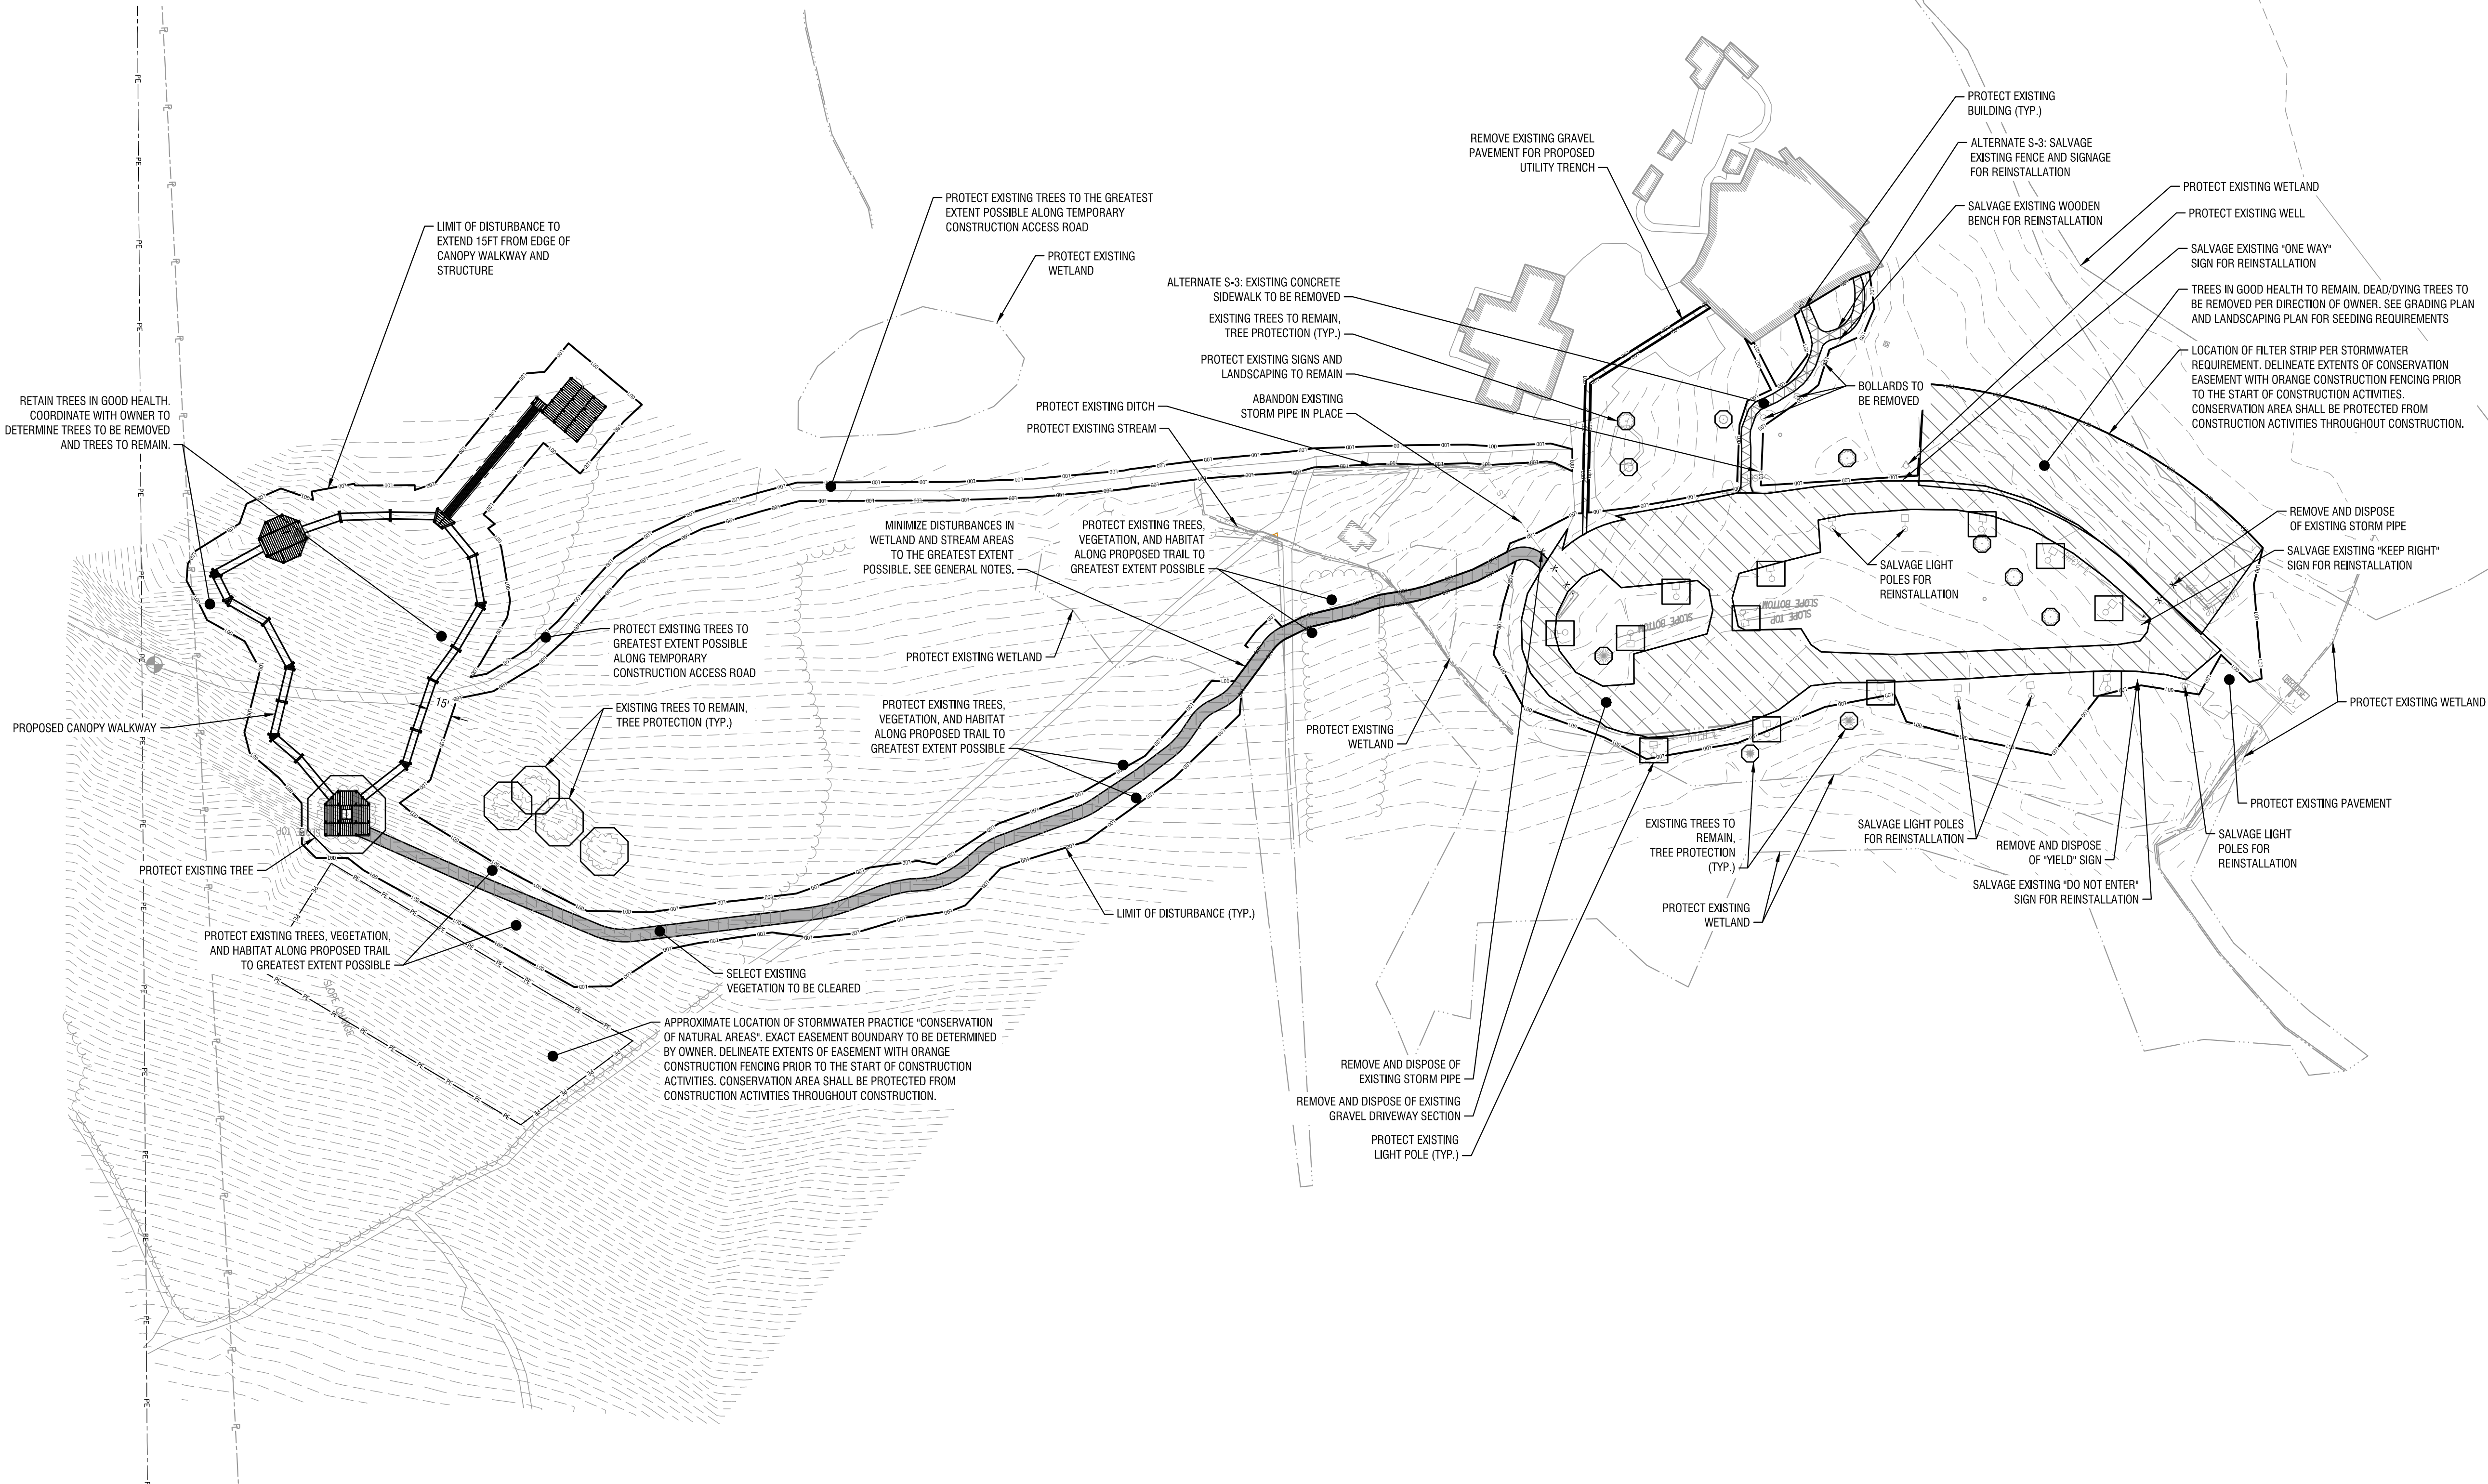 PROTECT EXISTING
BUILDING (TYP.)
REMOVE EXISTING GRAVEL
PAVEMENT FOR PROPOSED
UTILITY TRENCH
ALTERNATE S-3: SALVAGE
EXISTING FENCE AND SIGNAGE
FOR REINSTALLATION
PROTECT EXISTING WETLAND
SALVAGE EXISTING WOODEN
BENCH FOR REINSTALLATION
PROTECT EXISTING WELL
PROTECT EXISTING TREES TO THE GREATEST
EXTENT POSSIBLE ALONG TEMPORARY
CONSTRUCTION ACCESS ROAD
LIMIT OF DISTURBANCE TO
EXTEND 15FT FROM EDGE OF
CANOPY WALKWAY AND
STRUCTURE
PROTECT EXISTING
WETLAND
SALVAGE EXISTING "ONE WAY"
SIGN FOR REINSTALLATION
ALTERNATE S-3: EXISTING CONCRETE
SIDEWALK TO BE REMOVED
TREES IN GOOD HEALTH TO REMAIN. DEAD/DYING TREES TO
BE REMOVED PER DIRECTION OF OWNER. SEE GRADING PLAN
AND LANDSCAPING PLAN FOR SEEDING REQUIREMENTS
EXISTING TREES TO REMAIN,
TREE PROTECTION (TYP.)
PROTECT EXISTING SIGNS AND
LANDSCAPING TO REMAIN
LOCATION OF FILTER STRIP PER STORMWATER
REQUIREMENT. DELINEATE EXTENTS OF CONSERVATION
EASEMENT WITH ORANGE CONSTRUCTION FENCING PRIOR
TO THE START OF CONSTRUCTION ACTIVITIES.
CONSERVATION AREA SHALL BE PROTECTED FROM
CONSTRUCTION ACTIVITIES THROUGHOUT CONSTRUCTION.
BOLLARDS TO
BE REMOVED
RETAIN TREES IN GOOD HEALTH.
COORDINATE WITH OWNER TO
DETERMINE TREES TO BE REMOVED
AND TREES TO REMAIN.
PROTECT EXISTING DITCH
ABANDON EXISTING
STORM PIPE IN PLACE
PROTECT EXISTING STREAM
MINIMIZE DISTURBANCES IN
WETLAND AND STREAM AREAS
TO THE GREATEST EXTENT
POSSIBLE. SEE GENERAL NOTES.
PROTECT EXISTING TREES,
VEGETATION, AND HABITAT
ALONG PROPOSED TRAIL TO
GREATEST EXTENT POSSIBLE
REMOVE AND DISPOSE
OF EXISTING STORM PIPE
SALVAGE EXISTING "KEEP RIGHT"
SIGN FOR REINSTALLATION
SALVAGE LIGHT
POLES FOR
REINSTALLATION
SLOPE BOTTOM
SLOPE TOP
SLOPE BOTTOM
PROTECT EXISTING TREES TO
GREATEST EXTENT POSSIBLE
ALONG TEMPORARY
CONSTRUCTION ACCESS ROAD
PROTECT EXISTING WETLAND
15'
EXISTING TREES TO REMAIN,
TREE PROTECTION (TYP.)
PROTECT EXISTING TREES,
VEGETATION, AND HABITAT
ALONG PROPOSED TRAIL TO
GREATEST EXTENT POSSIBLE
PROPOSED CANOPY WALKWAY
PROTECT EXISTING
WETLAND
PROTECT EXISTING WETLAND
PROTECT EXISTING PAVEMENT
EXISTING TREES TO
REMAIN,
TREE PROTECTION
(TYP.)
SALVAGE LIGHT POLES
FOR REINSTALLATION
SALVAGE LIGHT
POLES FOR
REINSTALLATION
REMOVE AND DISPOSE
OF "YIELD" SIGN
SLOPE TOP
PROTECT EXISTING TREE
SALVAGE EXISTING "DO NOT ENTER"
SIGN FOR REINSTALLATION
PROTECT EXISTING
WETLAND
LIMIT OF DISTURBANCE (TYP.)
PROTECT EXISTING TREES, VEGETATION,
AND HABITAT ALONG PROPOSED TRAIL
TO GREATEST EXTENT POSSIBLE
SELECT EXISTING
VEGETATION TO BE CLEARED
APPROXIMATE LOCATION OF STORMWATER PRACTICE "CONSERVATION
OF NATURAL AREAS". EXACT EASEMENT BOUNDARY TO BE DETERMINED
BY OWNER. DELINEATE EXTENTS OF EASEMENT WITH ORANGE
CONSTRUCTION FENCING PRIOR TO THE START OF CONSTRUCTION
ACTIVITIES. CONSERVATION AREA SHALL BE PROTECTED FROM
CONSTRUCTION ACTIVITIES THROUGHOUT CONSTRUCTION.
REMOVE AND DISPOSE OF
EXISTING STORM PIPE
REMOVE AND DISPOSE OF EXISTING
GRAVEL DRIVEWAY SECTION
PROTECT EXISTING
LIGHT POLE (TYP.)